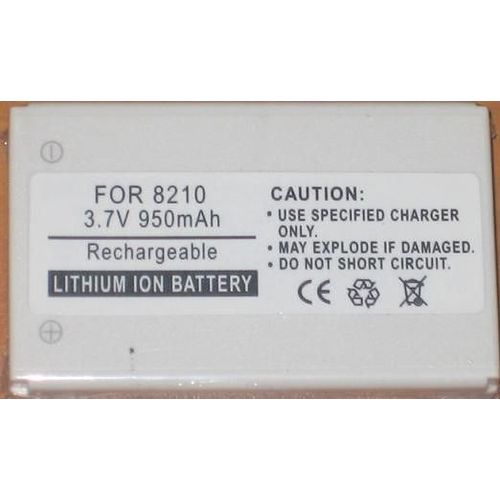 FOR 8210
3.7V 950mAh
Rechargeable
LITHIUM ION BATTERY
CAUTION:
• USE SPECIFIED CHARGER
ONLY.
• MAY EXPLODE IF DAMAGED.
• DO NOT SHORT CIRCUIT.
CE